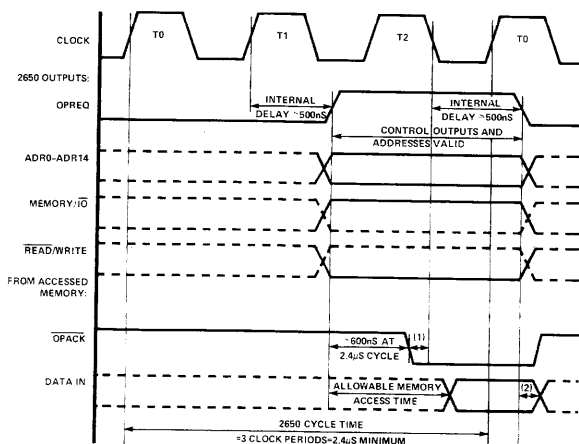 CLOCK
T0 T1 T2 T0
2650 OUTPUTS:
OPREQ
INTERNAL
DELAY ~500nS
INTERNAL
DELAY ~500nS
CONTROL OUTPUTS AND
ADDRESSES VALID
ADR0–ADR14
MEMORY/IO
READ/WRITE
FROM ACCESSED
MEMORY:
OPACK
~600nS AT
2.4µS CYCLE
(1)
DATA IN
ALLOWABLE MEMORY
ACCESS TIME
(2)
2650 CYCLE TIME
=3 CLOCK PERIODS=2.4µS MINIMUM